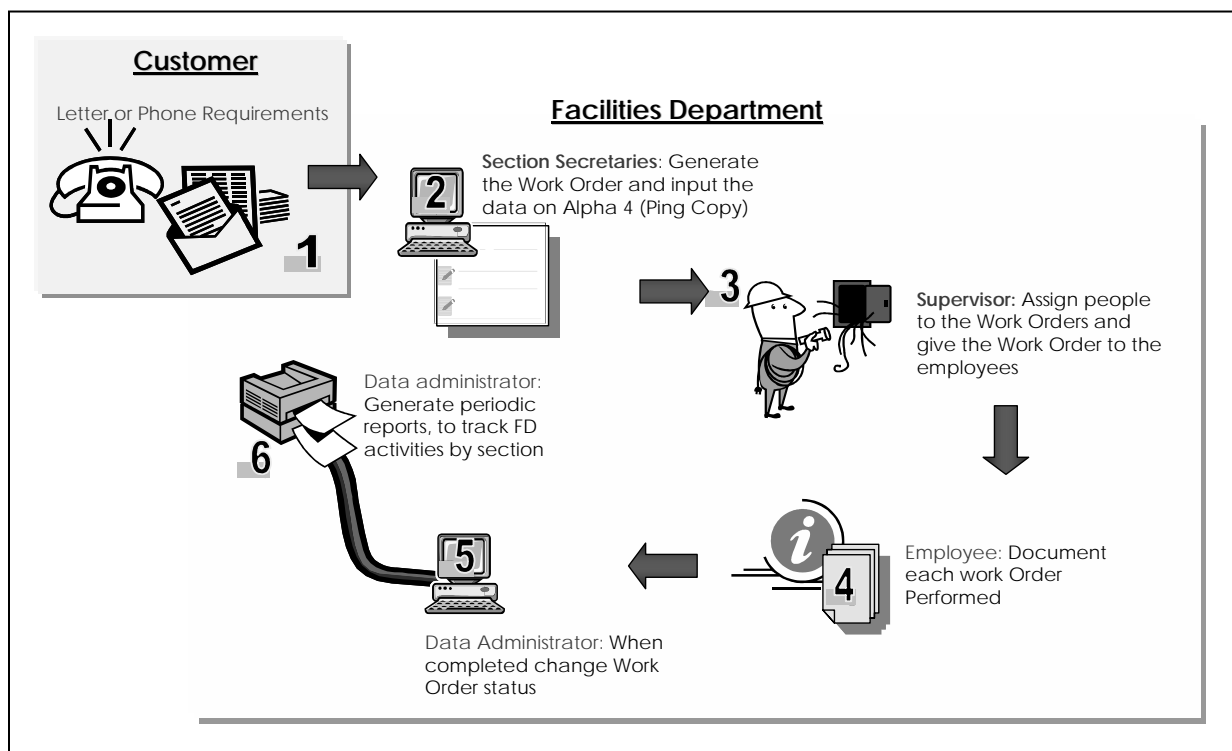 Customer
Letter or Phone Requirements
1
Facilities Department
2
Section Secretaries: Generate
the Work Order and input the
data on Alpha 4 (Ping Copy)
3
Supervisor: Assign people
to the Work Orders and
give the Work Order to the
employees
4
Employee: Document
each work Order
Performed
5
Data Administrator: When
completed change Work
Order status
6
Data administrator:
Generate periodic
reports, to track FD
activities by section